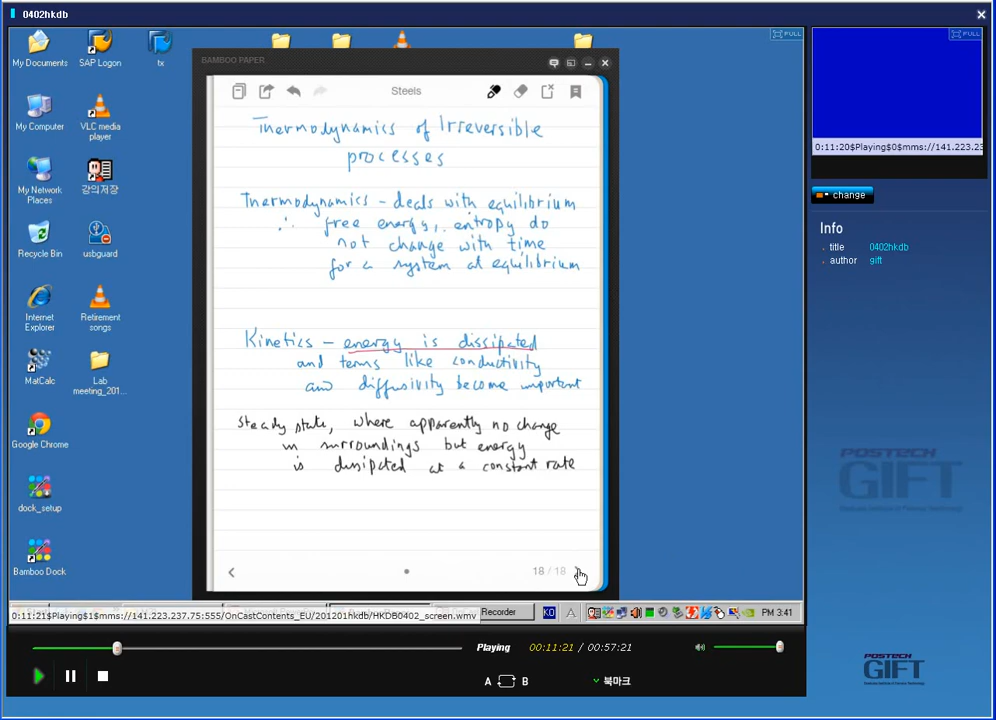 0402hkdb
My Documents
SAP Logon
tx
My Computer
VLC media
player
My Network
Places
강의저장
Recycle Bin
usbguard
Internet
Explorer
Retirement
songs
MatCalc
Lab
meeting_201...
Google Chrome
dock_setup
Bamboo Dock
BAMBOO PAPER
Steels
Thermodynamics of Irreversible
processes
Thermodynamics - deals with equilibrium
∴ free energy, entropy do
not change with time
for a system at equilibrium
Kinetics - energy is dissipated
and terms like conductivity
and diffusivity become important
Steady state, where apparently no change
in surroundings but energy
is dissipated at a constant rate
18 / 18
0:11:21$Playing$1$mms://141.223.237.75:555/OnCastContents_EU/201201hkdb/HKDB0402_screen.wmv
Recorder
KO
A
PM 3:41
FULL
FULL
0:11:20$Playing$0$mms://141.223.23
change
Info
title 0402hkdb
author gift
POSTECH
GIFT
Playing 00:11:21 / 00:57:21
A B
북마크
POSTECH
GIFT